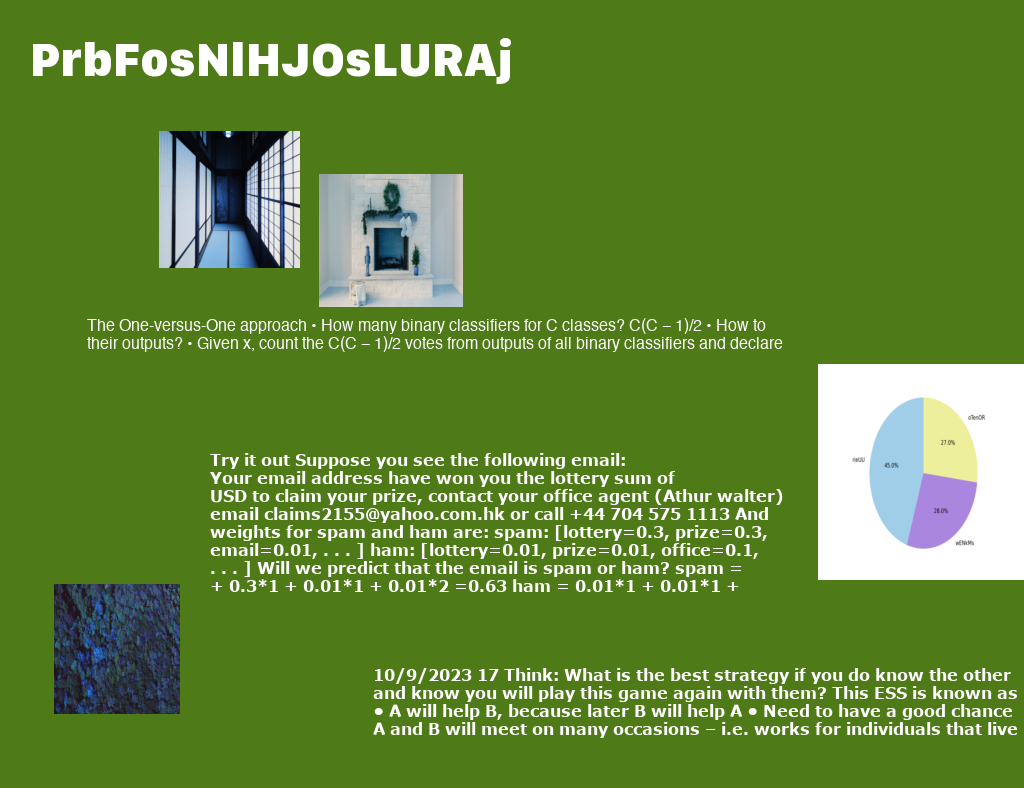 PrbFosNlHJOsLURAj
The One-versus-One approach • How many binary classifiers for C classes? C(C – 1)/2 • How to
their outputs? • Given x, count the C(C – 1)/2 votes from outputs of all binary classifiers and declare
oTenOR
27.0%
rieUU
45.0%
28.0%
wENkMs
Try it out Suppose you see the following email:
Your email address have won you the lottery sum of
USD to claim your prize, contact your office agent (Athur walter)
email claims2155@yahoo.com.hk or call +44 704 575 1113 And
weights for spam and ham are: spam: [lottery=0.3, prize=0.3,
email=0.01, . . . ] ham: [lottery=0.01, prize=0.01, office=0.1,
. . . ] Will we predict that the email is spam or ham? spam =
+ 0.3*1 + 0.01*1 + 0.01*2 =0.63 ham = 0.01*1 + 0.01*1 +
10/9/2023 17 Think: What is the best strategy if you do know the other
and know you will play this game again with them? This ESS is known as
• A will help B, because later B will help A • Need to have a good chance
A and B will meet on many occasions – i.e. works for individuals that live